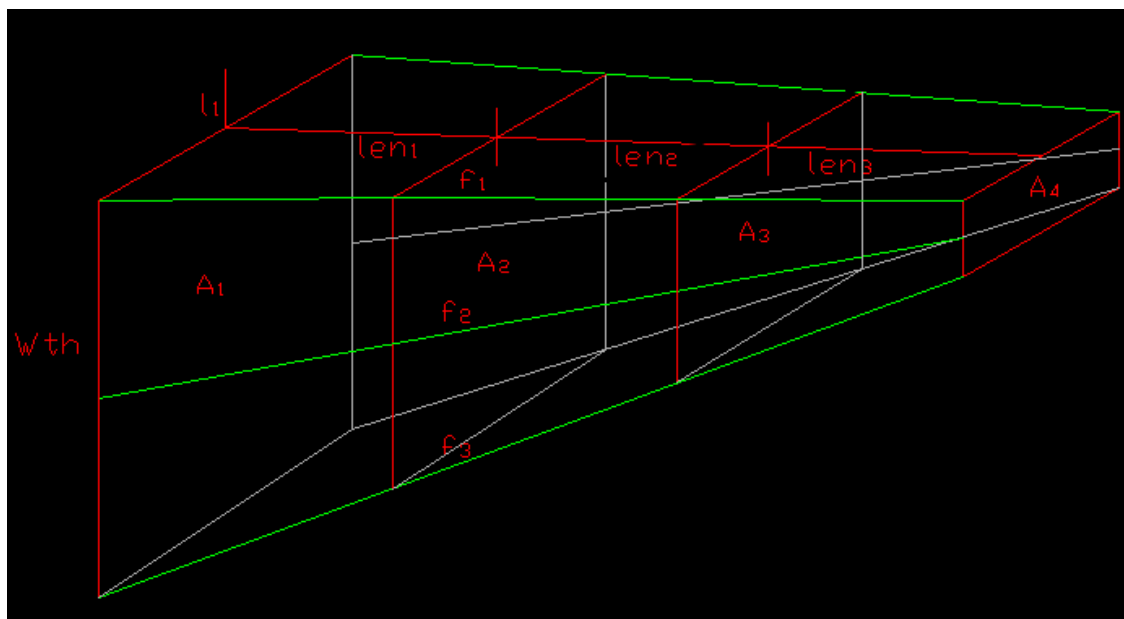 l₁
len₁
len₂
len₃
f₁
A₄
A₃
A₂
A₁
f₂
Wth
f₃